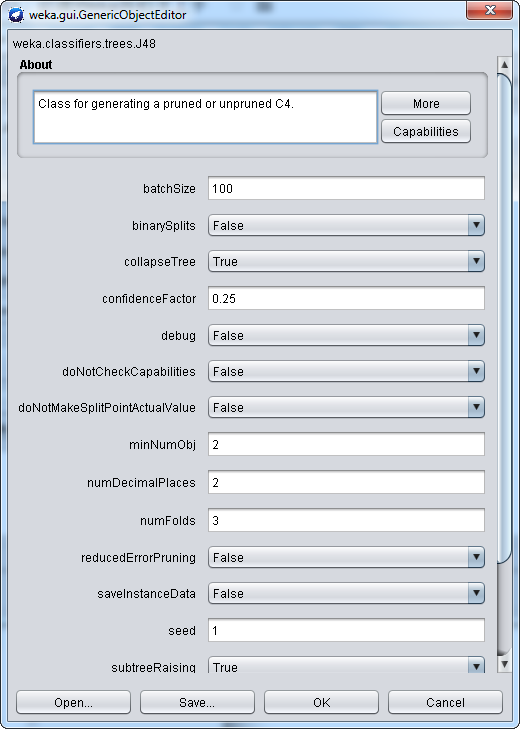 weka.gui.GenericObjectEditor
weka.classifiers.trees.J48
About
Class for generating a pruned or unpruned C4.
More
Capabilities
batchSize 100
binarySplits False
collapseTree True
confidenceFactor 0.25
debug False
doNotCheckCapabilities False
doNotMakeSplitPointActualValue False
minNumObj 2
numDecimalPlaces 2
numFolds 3
reducedErrorPruning False
saveInstanceData False
seed 1
subtreeRaising True
Open... Save... OK Cancel